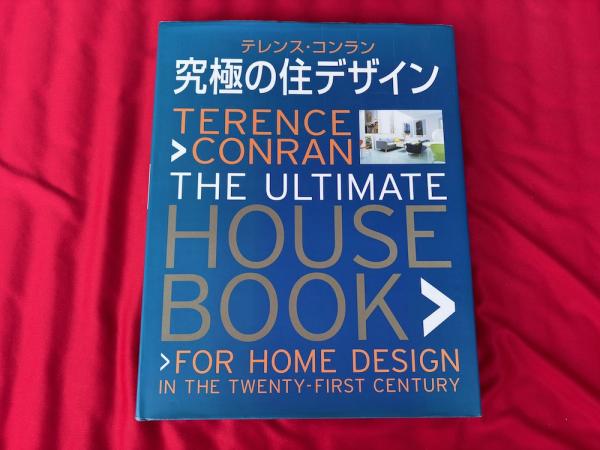 テレンス・コンラン
究極の住デザイン
TERENCE
>CONRAN
THE ULTIMATE
HOUSE
BOOK>
>FOR HOME DESIGN
IN THE TWENTY-FIRST CENTURY